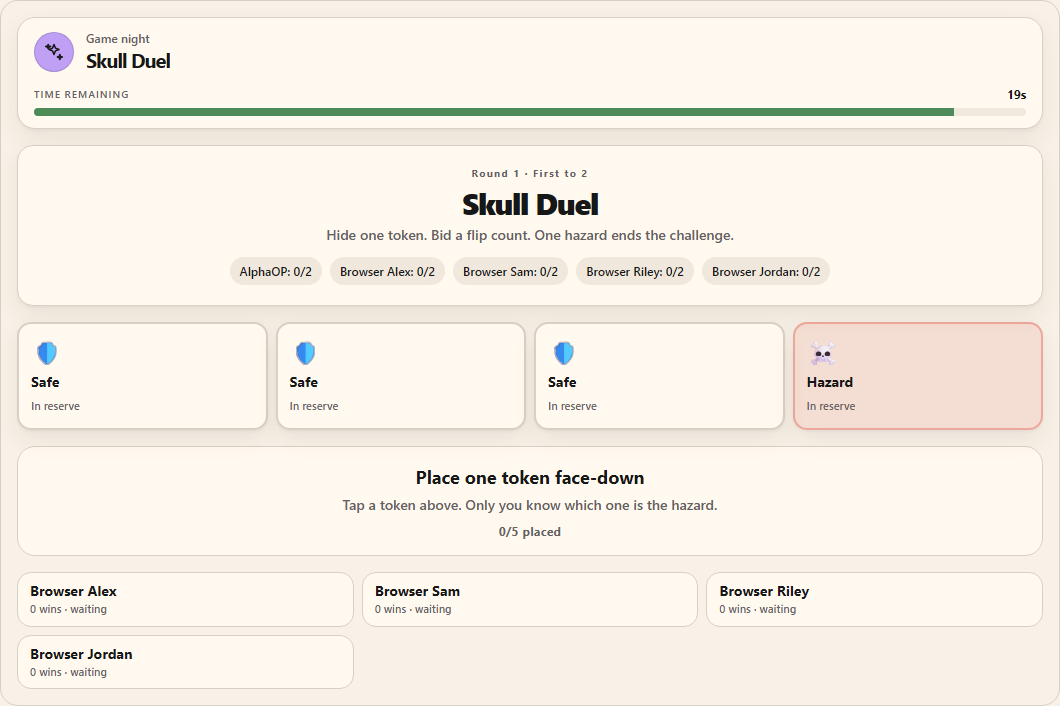 Game night
Skull Duel
TIME REMAINING
19s
Round 1 · First to 2
Skull Duel
Hide one token. Bid a flip count. One hazard ends the challenge.
AlphaOP: 0/2
Browser Alex: 0/2
Browser Sam: 0/2
Browser Riley: 0/2
Browser Jordan: 0/2
Safe
In reserve
Safe
In reserve
Safe
In reserve
Hazard
In reserve
Place one token face-down
Tap a token above. Only you know which one is the hazard.
0/5 placed
Browser Alex
0 wins · waiting
Browser Sam
0 wins · waiting
Browser Riley
0 wins · waiting
Browser Jordan
0 wins · waiting